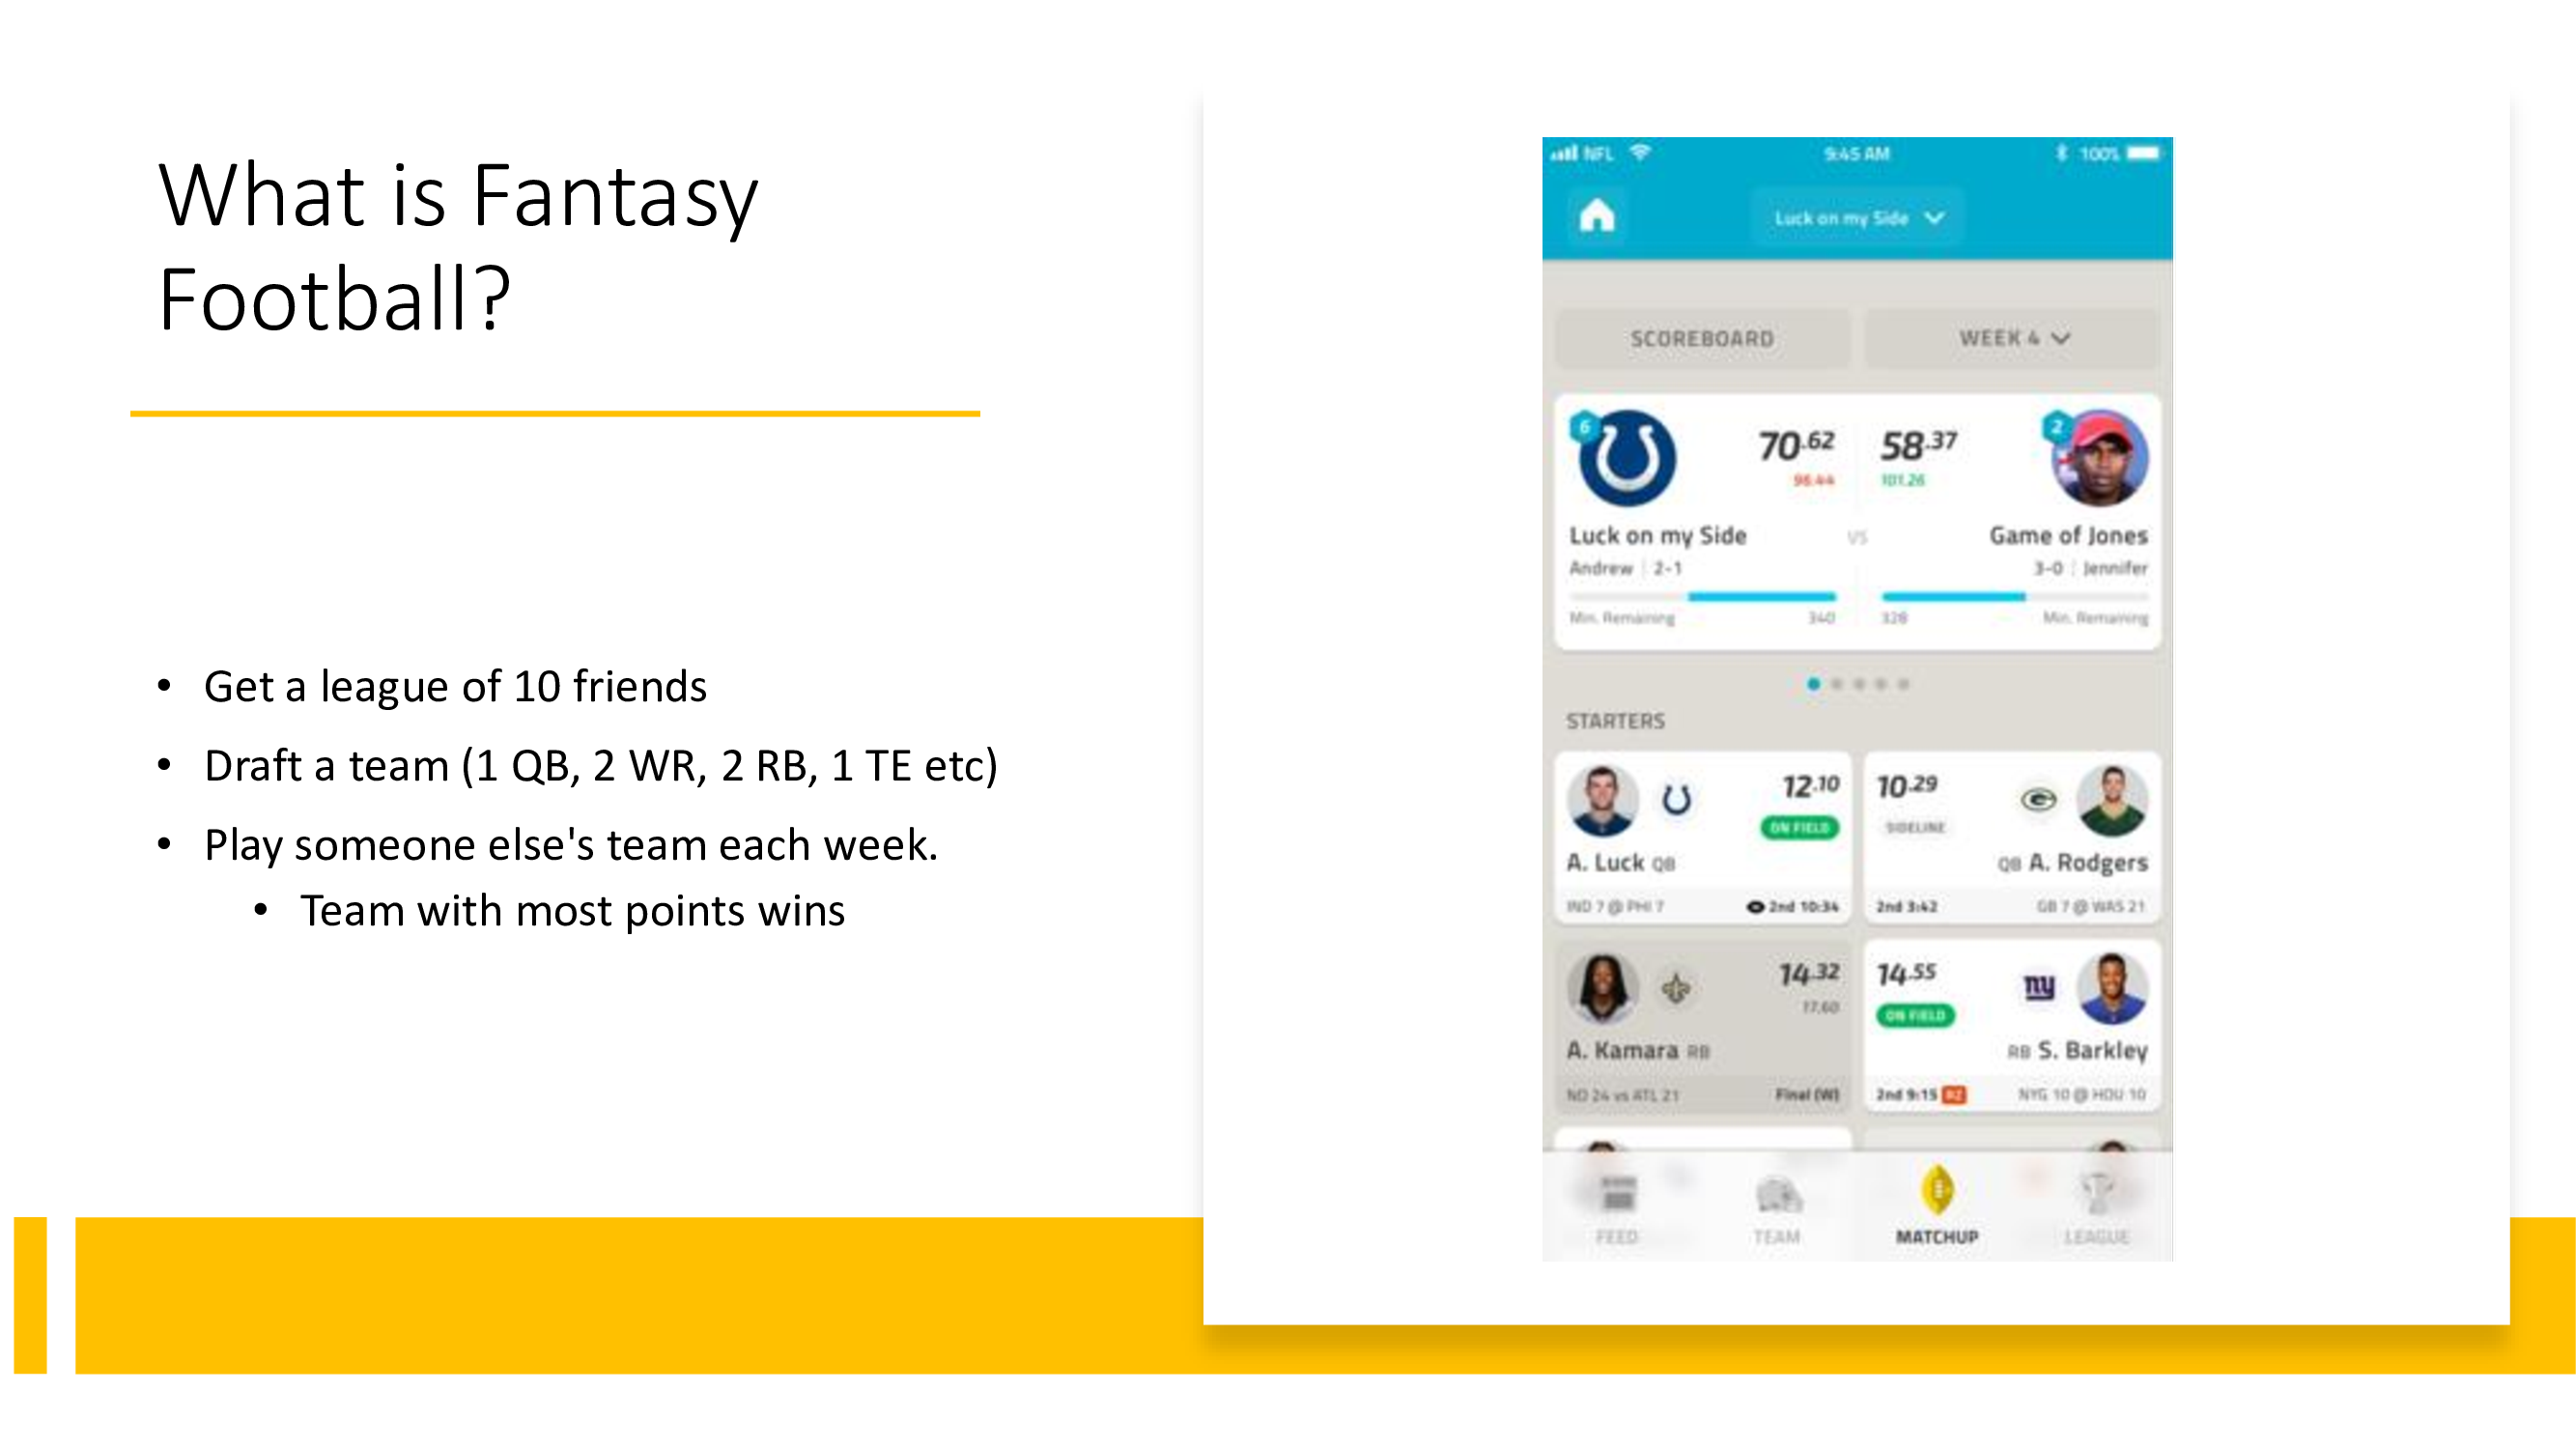 What is Fantasy
Football?
• Get a league of 10 friends
• Draft a team (1 QB, 2 WR, 2 RB, 1 TE etc)
• Play someone else's team each week.
• Team with most points wins
NFL 9:45 AM 100%
Luck on my Side
SCOREBOARD WEEK 4
6 70.62 58.37 2
98.44 101.26
Luck on my Side VS Game of Jones
Andrew | 2-1 3-0 | Jennifer
Min. Remaining 340 328 Min. Remaining
STARTERS
12.10 10.29
ON FIELD SIDELINE
A. Luck QB QB A. Rodgers
IND 7 @ PHI 7 2nd 10:34 2nd 3:42 GB 7 @ WAS 21
14.32 14.55 ny
17.60 ON FIELD
A. Kamara RB RB S. Barkley
NO 24 vs ATL 21 Final (W) 2nd 9:15 RZ NYG 10 @ HOU 10
FEED TEAM MATCHUP LEAGUE